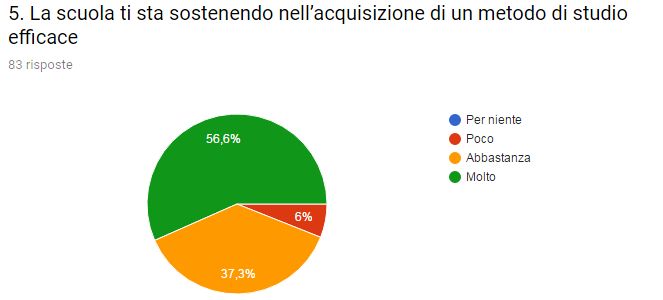 5. La scuola ti sta sostenendo nell’acquisizione di un metodo di studio
efficace
83 risposte
Per niente
Poco
Abbastanza
Molto
56,6%
6%
37,3%